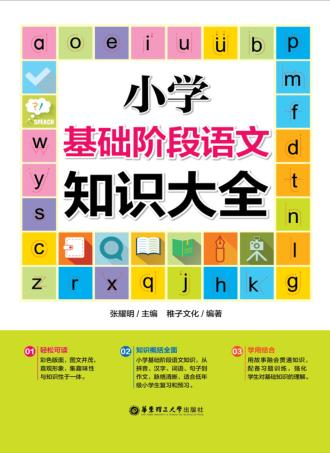 a o e i u ü b p
m
?!
SPEECH
f
w
d
y
t
s
n
c
l
z r x q j g k h
小学
基础阶段语文
知识大全
张耀明 / 主编 稚子文化 / 编著
01 轻松可读
彩色版面，图文并茂，
直观形象，集趣味性
与知识性于一体。
02 知识概括全面
小学基础阶段语文知识，从
拼音、汉字、词语、句子到
作文，脉络清晰，适合低年
级小学生复习和预习。
03 学用结合
用故事融会贯通知识，
配套习题训练，强化
学生对基础知识的理解。
华东理工大学出版社